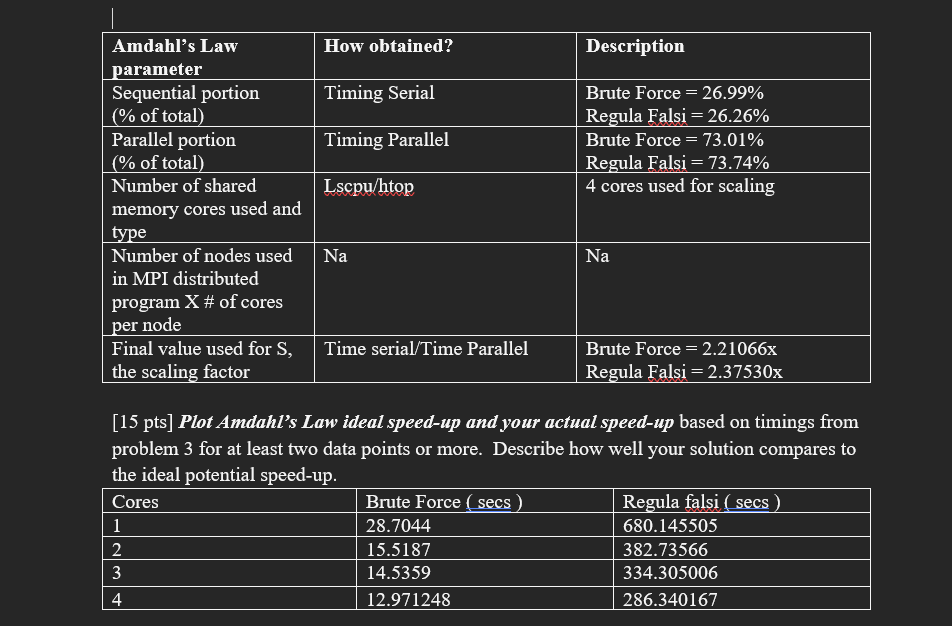 Amdahl's Law
parameter
How obtained?
Description
Sequential portion
(% of total)
Timing Serial
Brute Force = 26.99%
Regula Falsi = 26.26%
Parallel portion
(% of total)
Timing Parallel
Brute Force = 73.01%
Regula Falsi = 73.74%
Number of shared
memory cores used and
type
Lscpu/htop
4 cores used for scaling
Number of nodes used
in MPI distributed
program X # of cores
per node
Na
Na
Final value used for S,
the scaling factor
Time serial/Time Parallel
Brute Force = 2.21066x
Regula Falsi = 2.37530x
[15 pts] Plot Amdahl's Law ideal speed-up and your actual speed-up based on timings from
problem 3 for at least two data points or more. Describe how well your solution compares to
the ideal potential speed-up.
Cores
Brute Force ( secs )
Regula falsi ( secs )
1
28.7044
680.145505
2
15.5187
382.73566
3
14.5359
334.305006
4
12.971248
286.340167